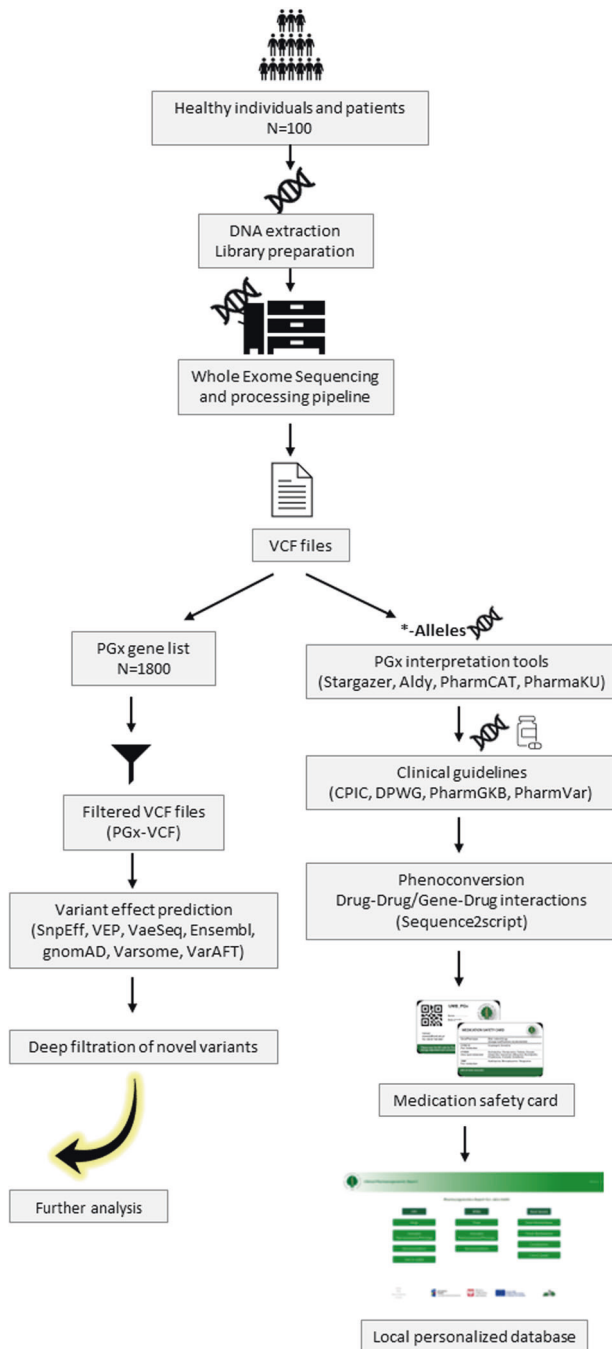 Healthy individuals and patients
N=100
DNA extraction
Library preparation
Whole Exome Sequencing
and processing pipeline
VCF files
PGx gene list
N=1800
Filtered VCF files
(PGx-VCF)
Variant effect prediction
(SnpEff, VEP, VaeSeq, Ensembl,
gnomAD, Varsome, VarAFT)
Deep filtration of novel variants
Further analysis
*-Alleles
PGx interpretation tools
(Stargazer, Aldy, PharmCAT, PharmaKU)
Clinical guidelines
(CPIC, DPWG, PharmGKB, PharmVar)
Phenoconversion
Drug-Drug/Gene-Drug interactions
(Sequence2script)
MEDICATION SAFETY CARD
Medication safety card
Local personalized database